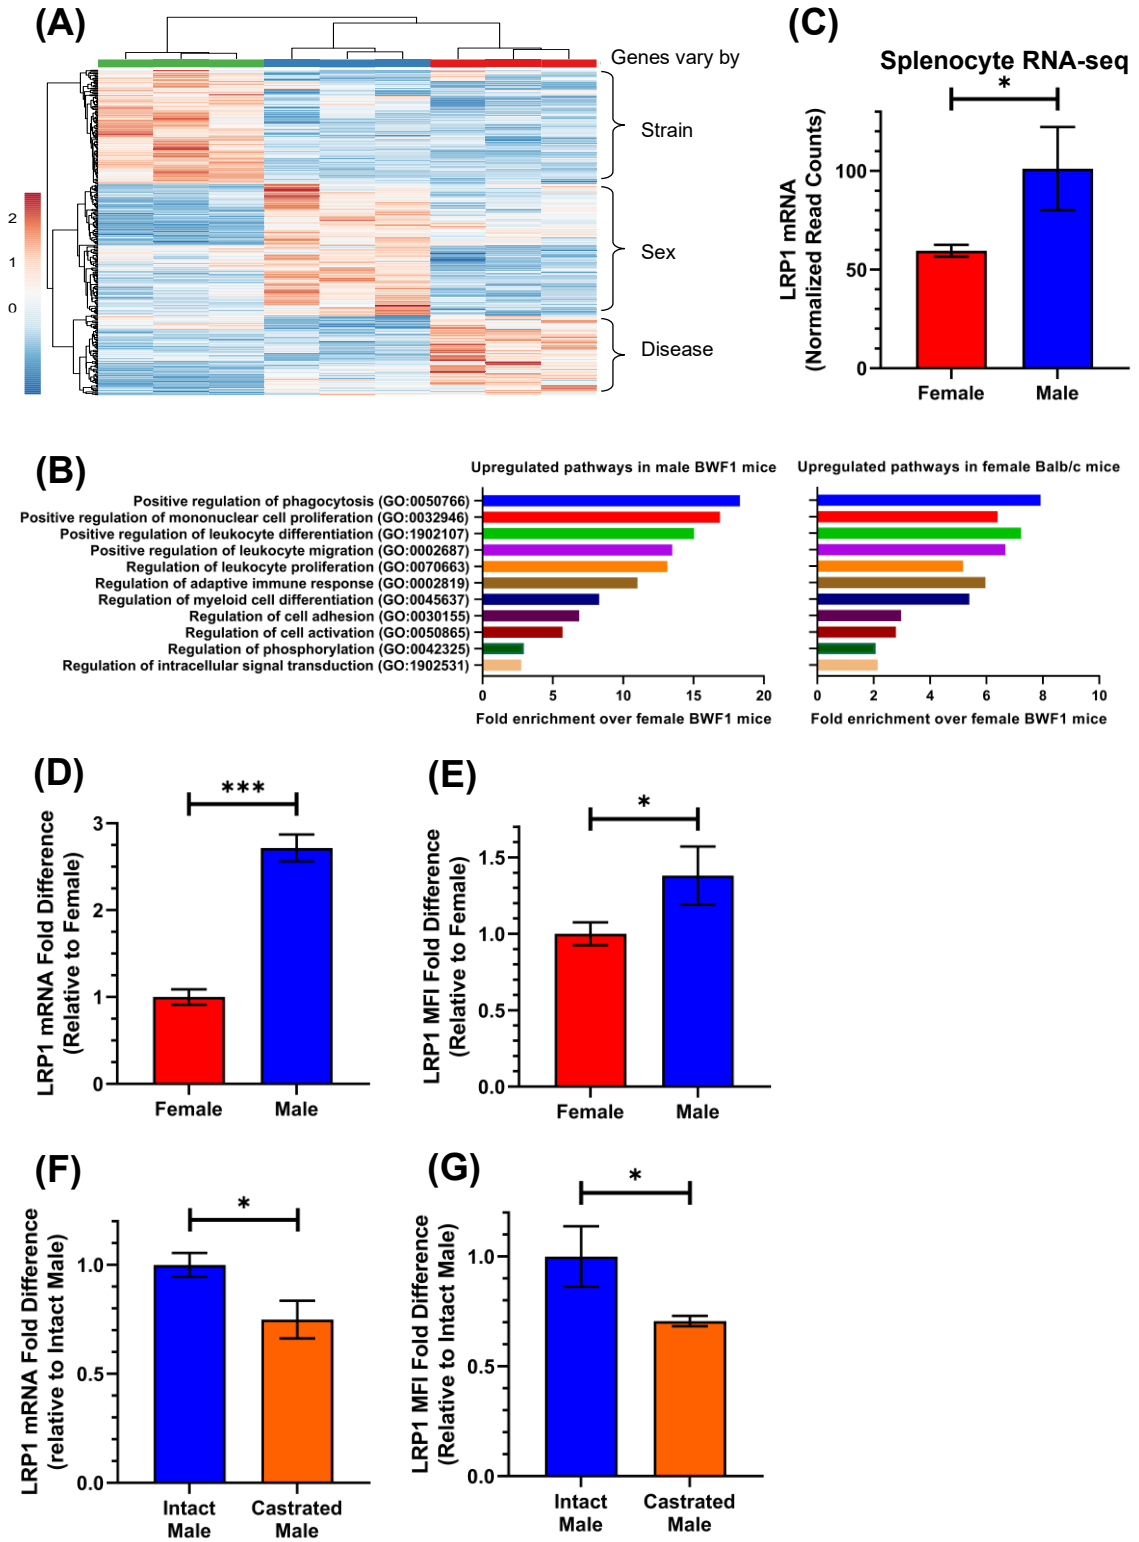 (A)
Genes vary by
Strain
Sex
Disease
2
1
0
(C)
Splenocyte RNA-seq
*
LRP1 mRNA
(Normalized Read Counts)
100
50
0
Female
Male
(B)
Upregulated pathways in male BWF1 mice
Upregulated pathways in female Balb/c mice
Positive regulation of phagocytosis (GO:0050766)
Positive regulation of mononuclear cell proliferation (GO:0032946)
Positive regulation of leukocyte differentiation (GO:1902107)
Positive regulation of leukocyte migration (GO:0002687)
Regulation of leukocyte proliferation (GO:0070663)
Regulation of adaptive immune response (GO:0002819)
Regulation of myeloid cell differentiation (GO:0045637)
Regulation of cell adhesion (GO:0030155)
Regulation of cell activation (GO:0050865)
Regulation of phosphorylation (GO:0042325)
Regulation of intracellular signal transduction (GO:1902531)
0 5 10 15 20
Fold enrichment over female BWF1 mice
0 2 4 6 8 10
Fold enrichment over female BWF1 mice
(D)
***
LRP1 mRNA Fold Difference
(Relative to Female)
3
2
1
0
Female
Male
(E)
*
LRP1 MFI Fold Difference
(Relative to Female)
1.5
1.0
0.5
0.0
Female
Male
(F)
*
LRP1 mRNA Fold Difference
(relative to Intact Male)
1.0
0.5
0.0
Intact
Male
Castrated
Male
(G)
*
LRP1 MFI Fold Difference
(Relative to Intact Male)
1.0
0.5
0.0
Intact
Male
Castrated
Male